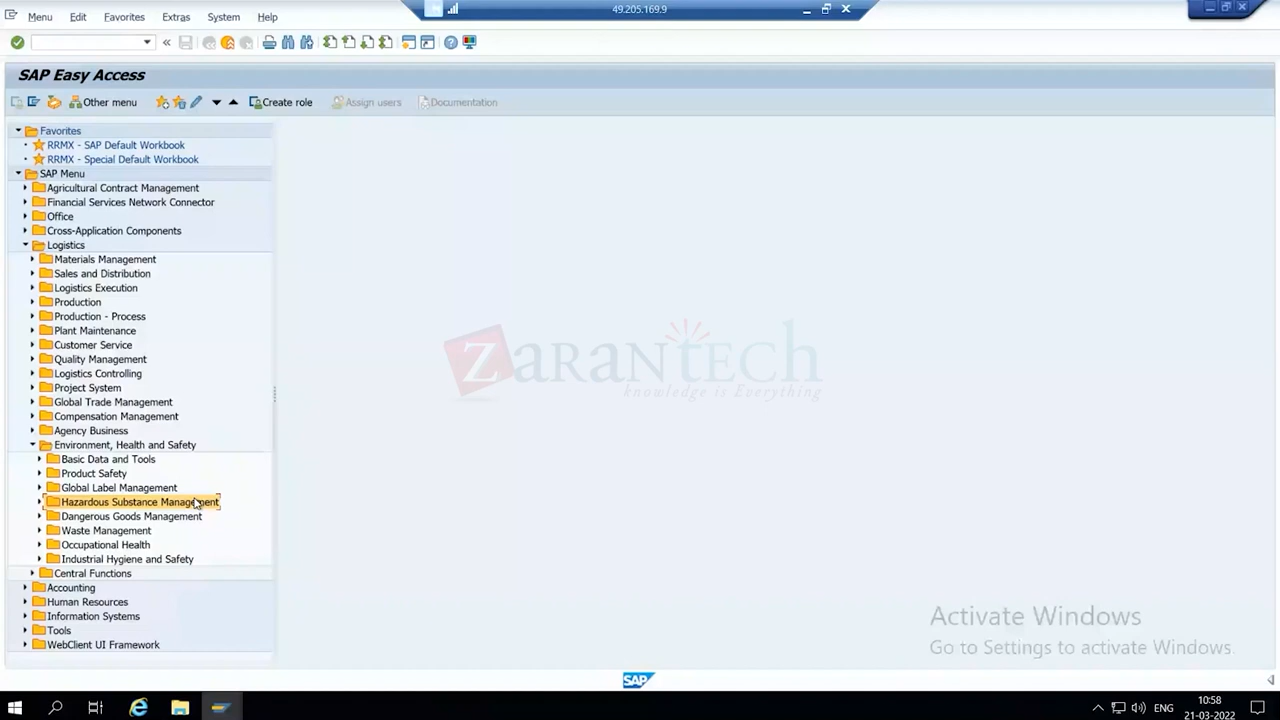 Menu Edit Favorites Extras System Help
49.205.169.9
SAP Easy Access
Other menu Create role Assign users Documentation
Favorites
RRMX - SAP Default Workbook
RRMX - Special Default Workbook
SAP Menu
Agricultural Contract Management
Financial Services Network Connector
Office
Cross-Application Components
Logistics
Materials Management
Sales and Distribution
Logistics Execution
Production
Production - Process
Plant Maintenance
Customer Service
Quality Management
Logistics Controlling
Project System
Global Trade Management
Compensation Management
Agency Business
Environment, Health and Safety
Basic Data and Tools
Product Safety
Global Label Management
Hazardous Substance Management
Dangerous Goods Management
Waste Management
Occupational Health
Industrial Hygiene and Safety
Central Functions
Accounting
Human Resources
Information Systems
Tools
WebClient UI Framework
ZARANTECH
knowledge is Everything
Activate Windows
Go to Settings to activate Windows.
SAP
ENG
10:58
21-03-2022